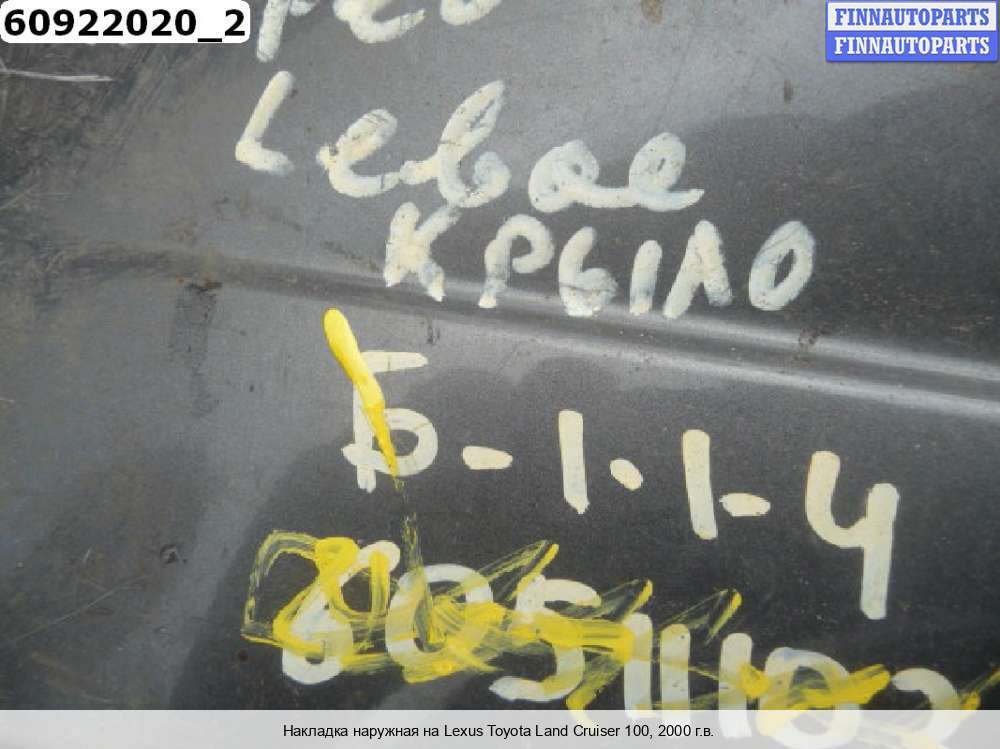 60922020_2
FINNAUTOPARTS
FINNAUTOPARTS
Левое
крыло
Б-1.1-4
Накладка наружная на Lexus Toyota Land Cruiser 100, 2000 г.в.